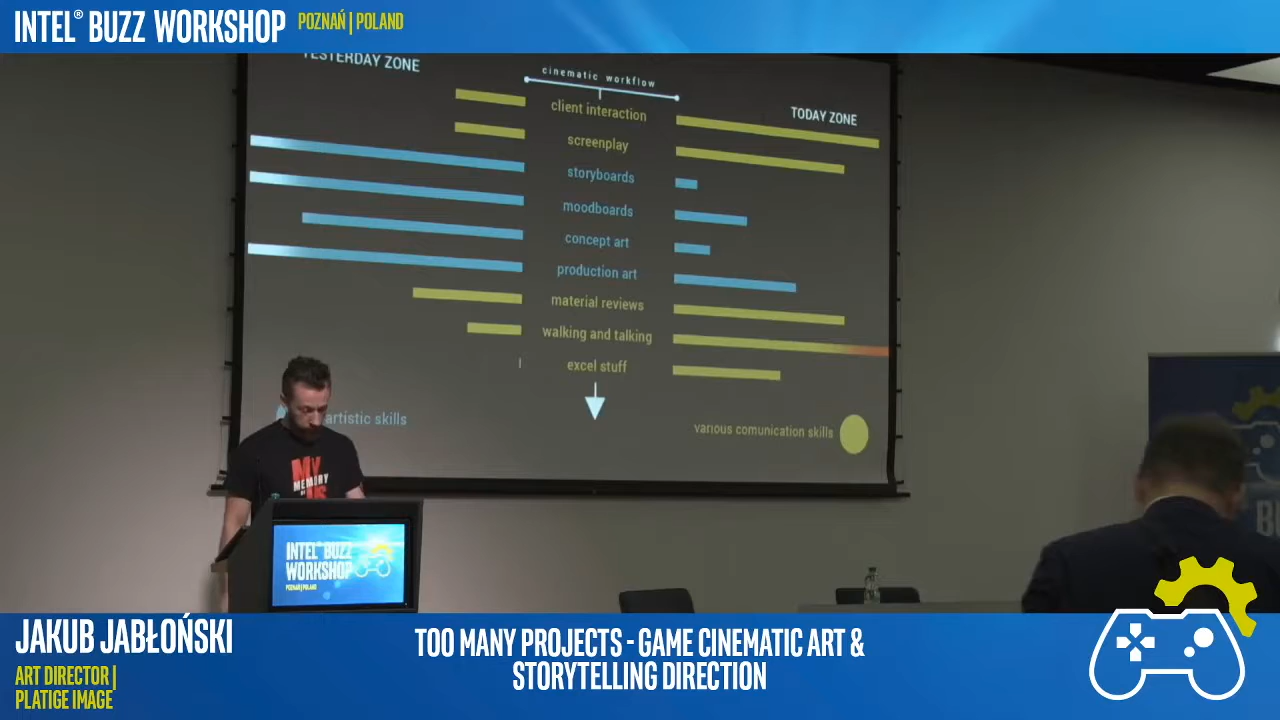 INTEL® BUZZ WORKSHOP
POZNAŃ | POLAND
YESTERDAY ZONE
cinematic workflow
TODAY ZONE
client interaction
screenplay
storyboards
moodboards
concept art
production art
material reviews
walking and talking
excel stuff
artistic skills
various comunication skills
MY
MEMORY
INTEL® BUZZ
WORKSHOP
POZNAŃ | POLAND
JAKUB JABŁOŃSKI
ART DIRECTOR |
PLATIGE IMAGE
TOO MANY PROJECTS - GAME CINEMATIC ART &
STORYTELLING DIRECTION